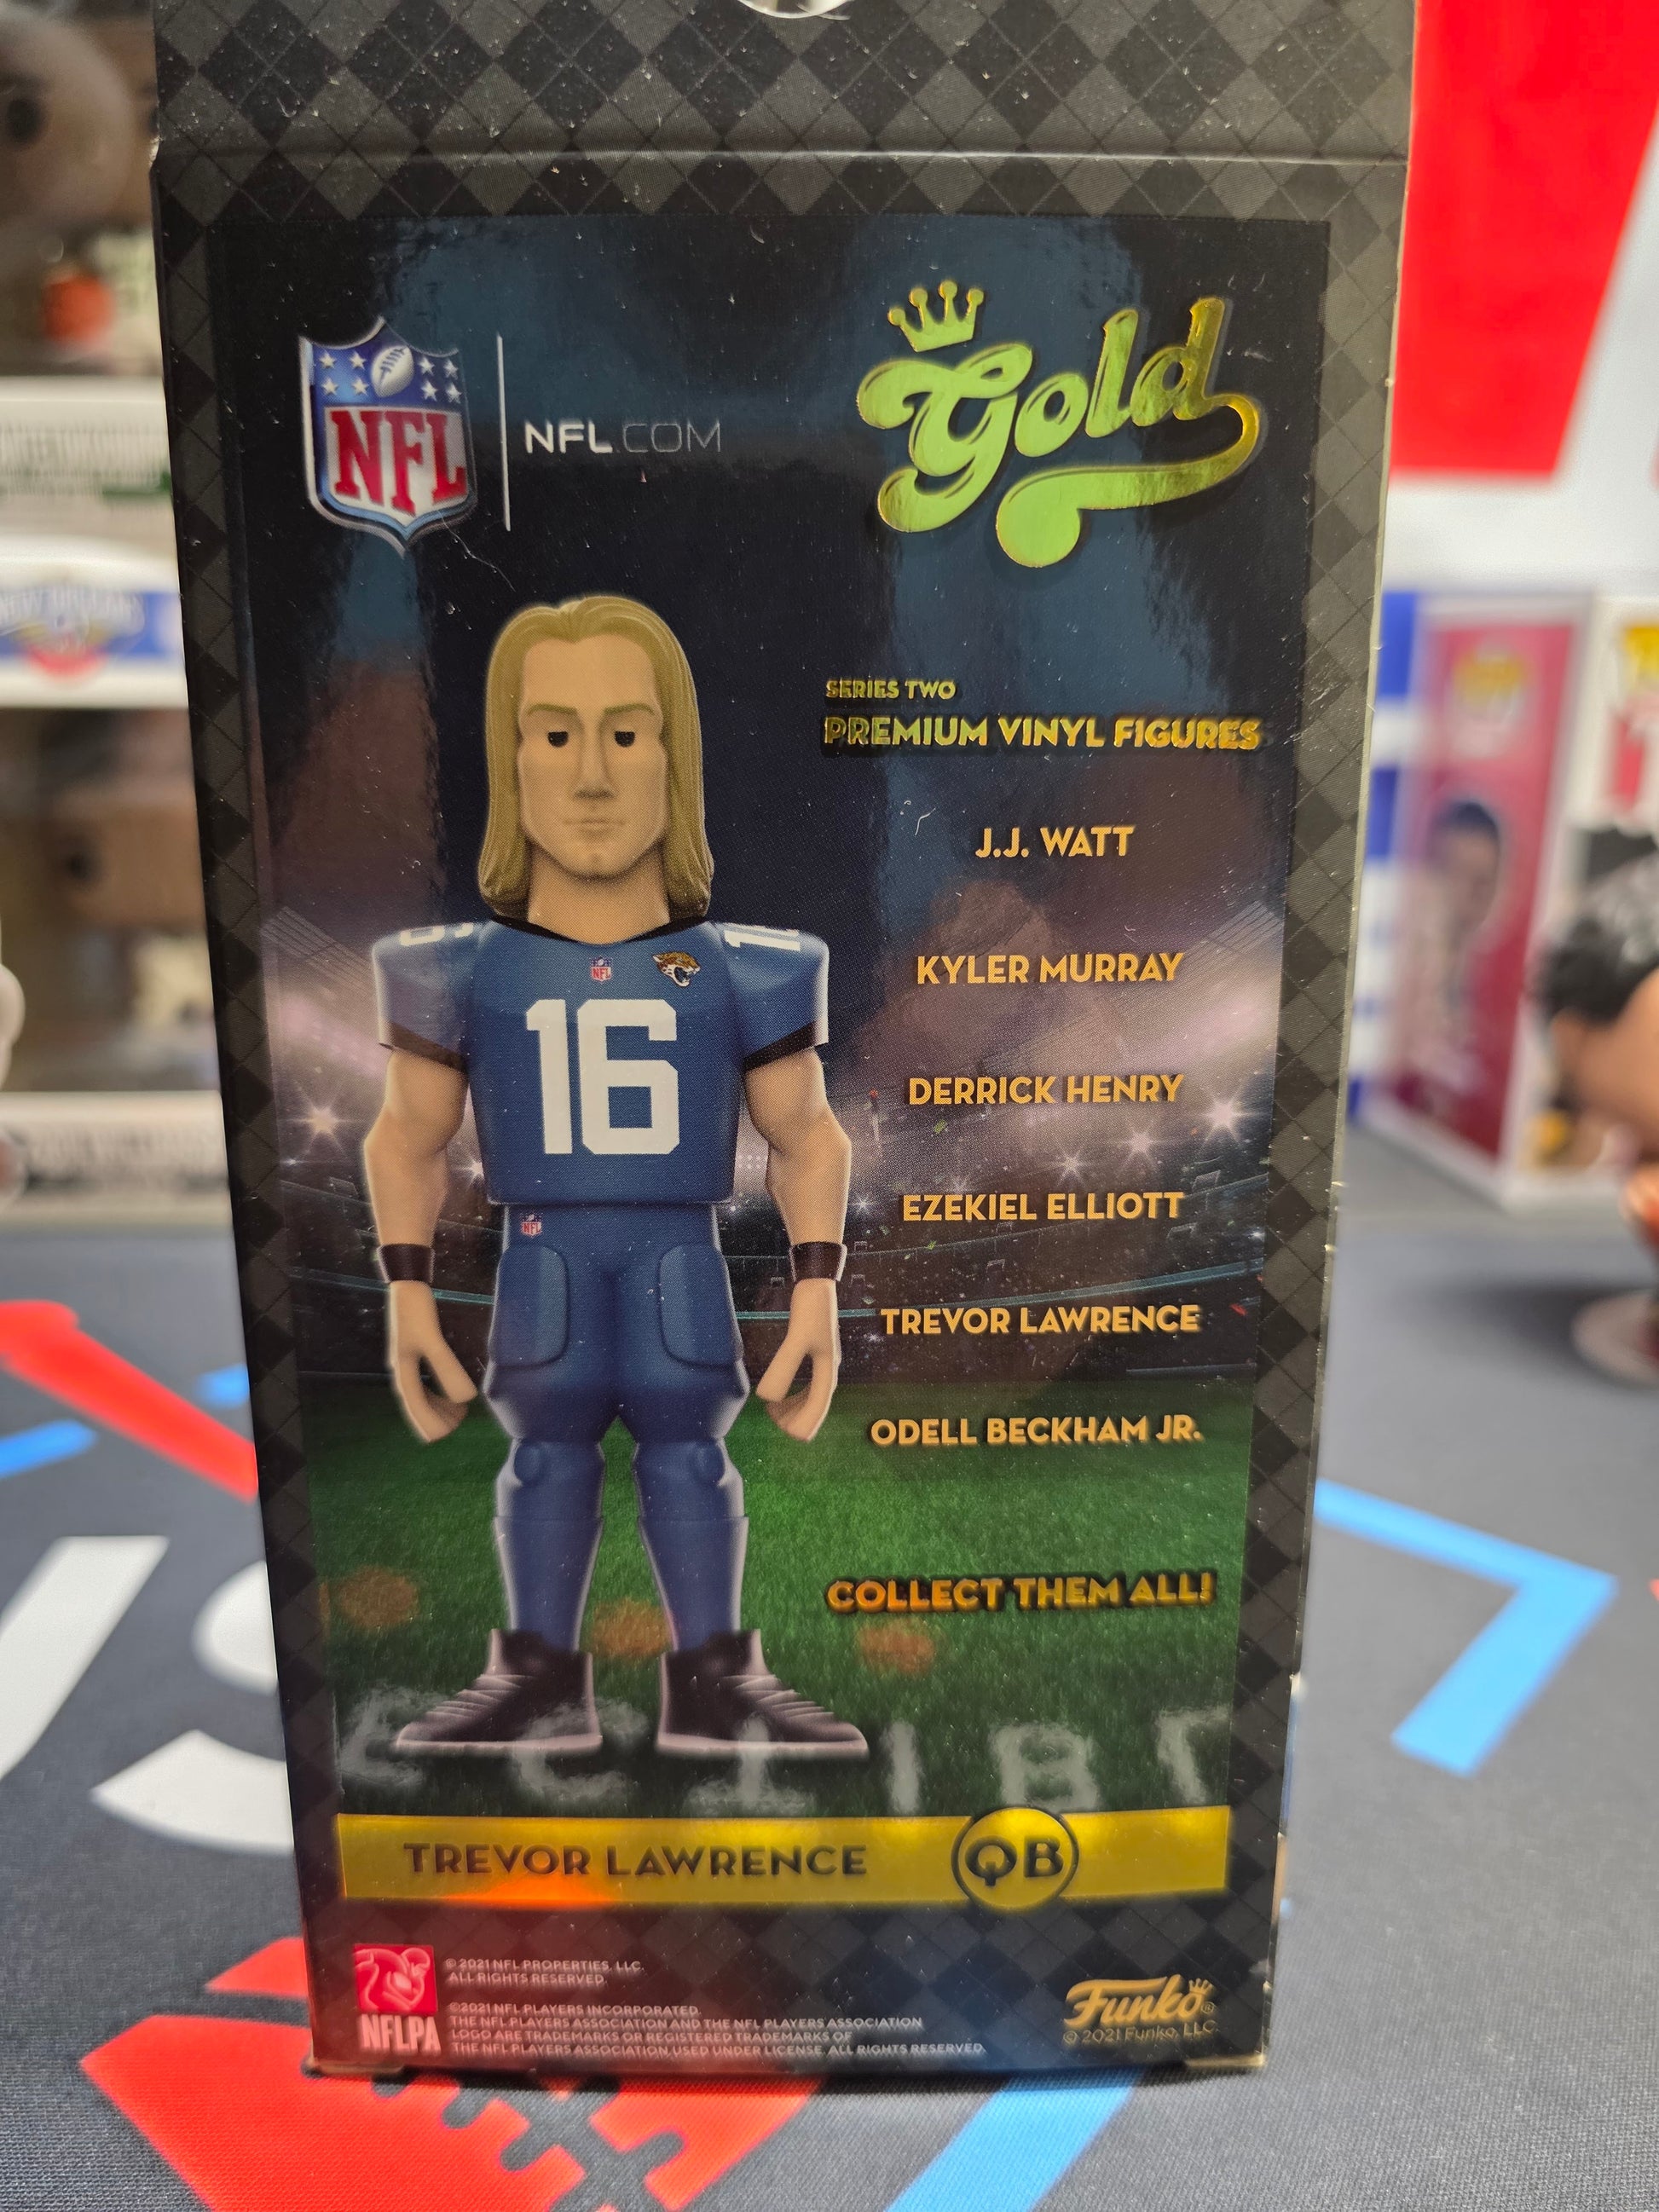 NFL
NFL.COM
Gold
SERIES TWO
PREMIUM VINYL FIGURES
J.J. WATT
KYLER MURRAY
DERRICK HENRY
EZEKIEL ELLIOTT
TREVOR LAWRENCE
ODELL BECKHAM JR.
COLLECT THEM ALL!
16
NFL
16
NFL
TREVOR LAWRENCE QB
NFLPA
© 2021 NFL PROPERTIES, LLC.
ALL RIGHTS RESERVED.
©2021 NFL PLAYERS INCORPORATED.
THE NFL PLAYERS ASSOCIATION AND THE NFL PLAYERS ASSOCIATION
LOGO ARE TRADEMARKS OR REGISTERED TRADEMARKS OF
THE NFL PLAYERS ASSOCIATION,USED UNDER LICENSE. ALL RIGHTS RESERVED.
Funko®
© 2021 Funko, LLC.